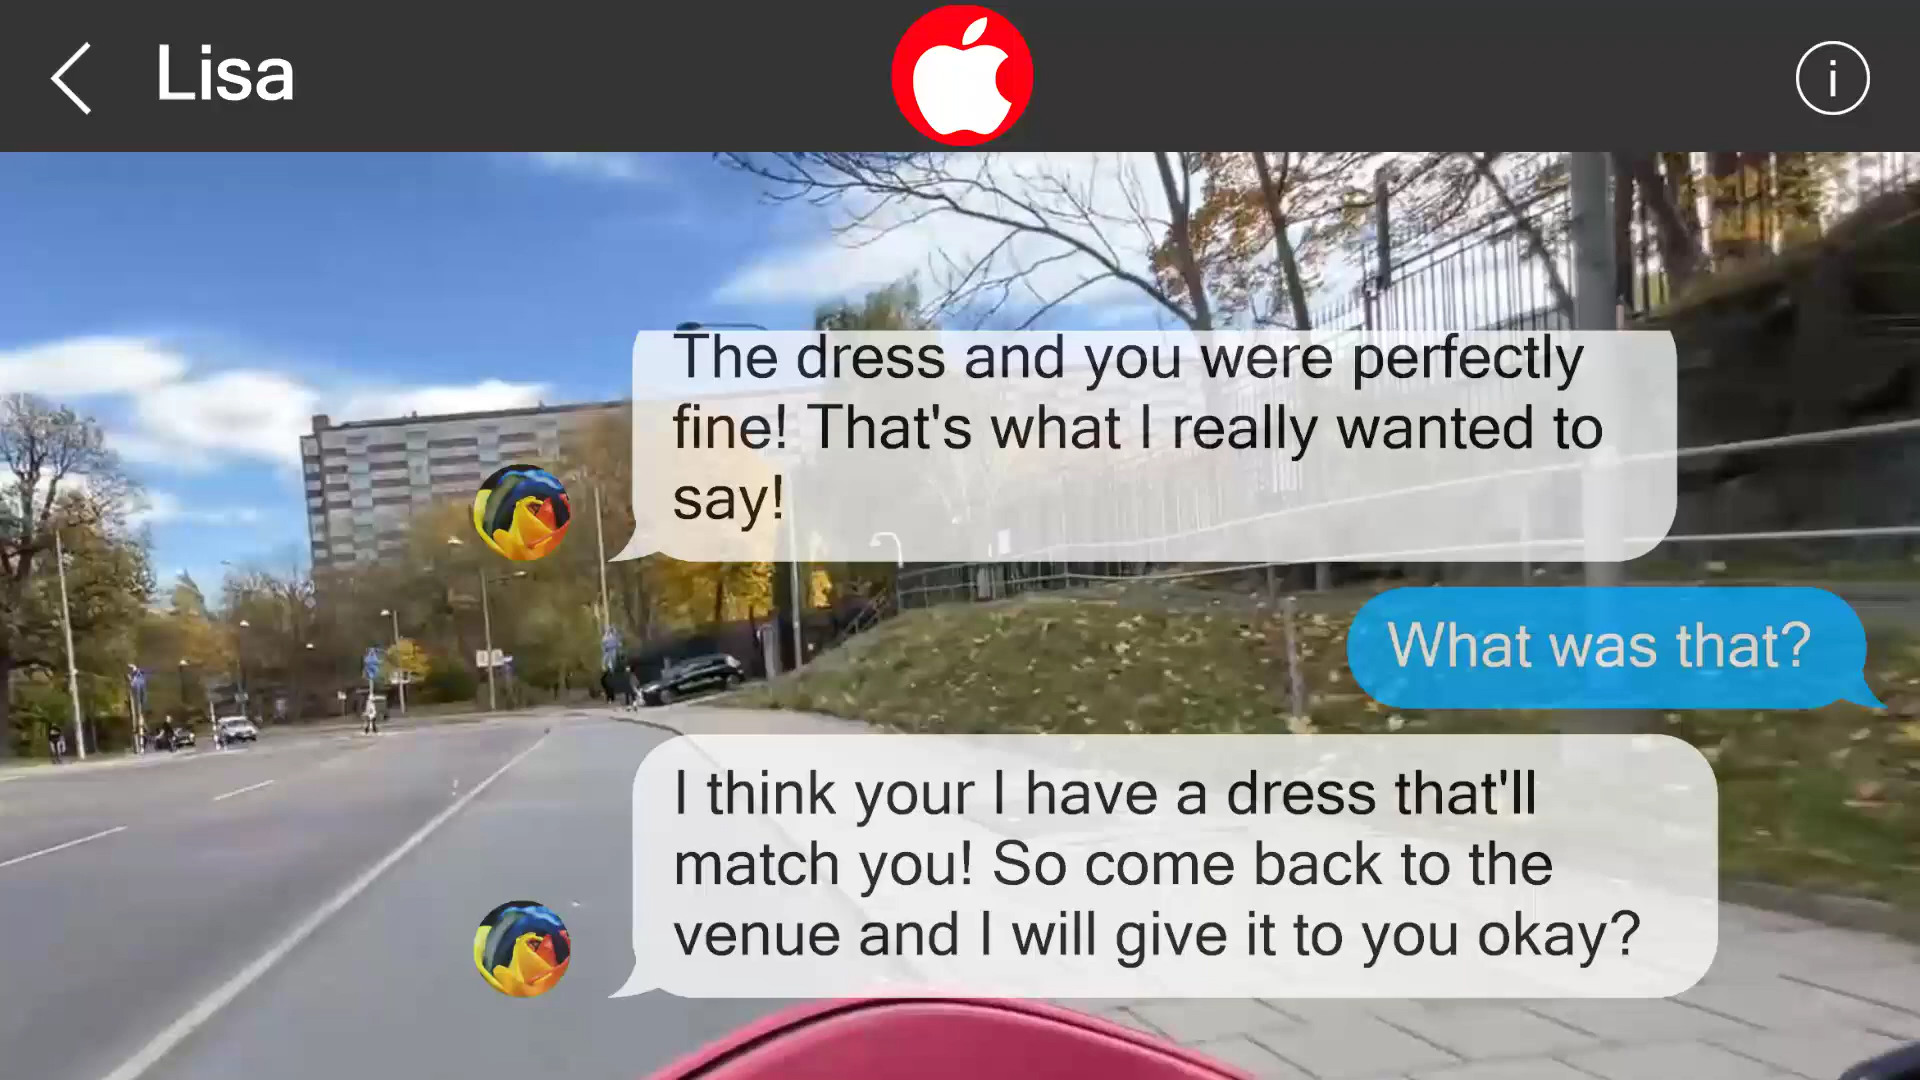 Lisa
The dress and you were perfectly
fine! That's what I really wanted to
say!
What was that?
I think your I have a dress that'll
match you! So come back to the
venue and I will give it to you okay?